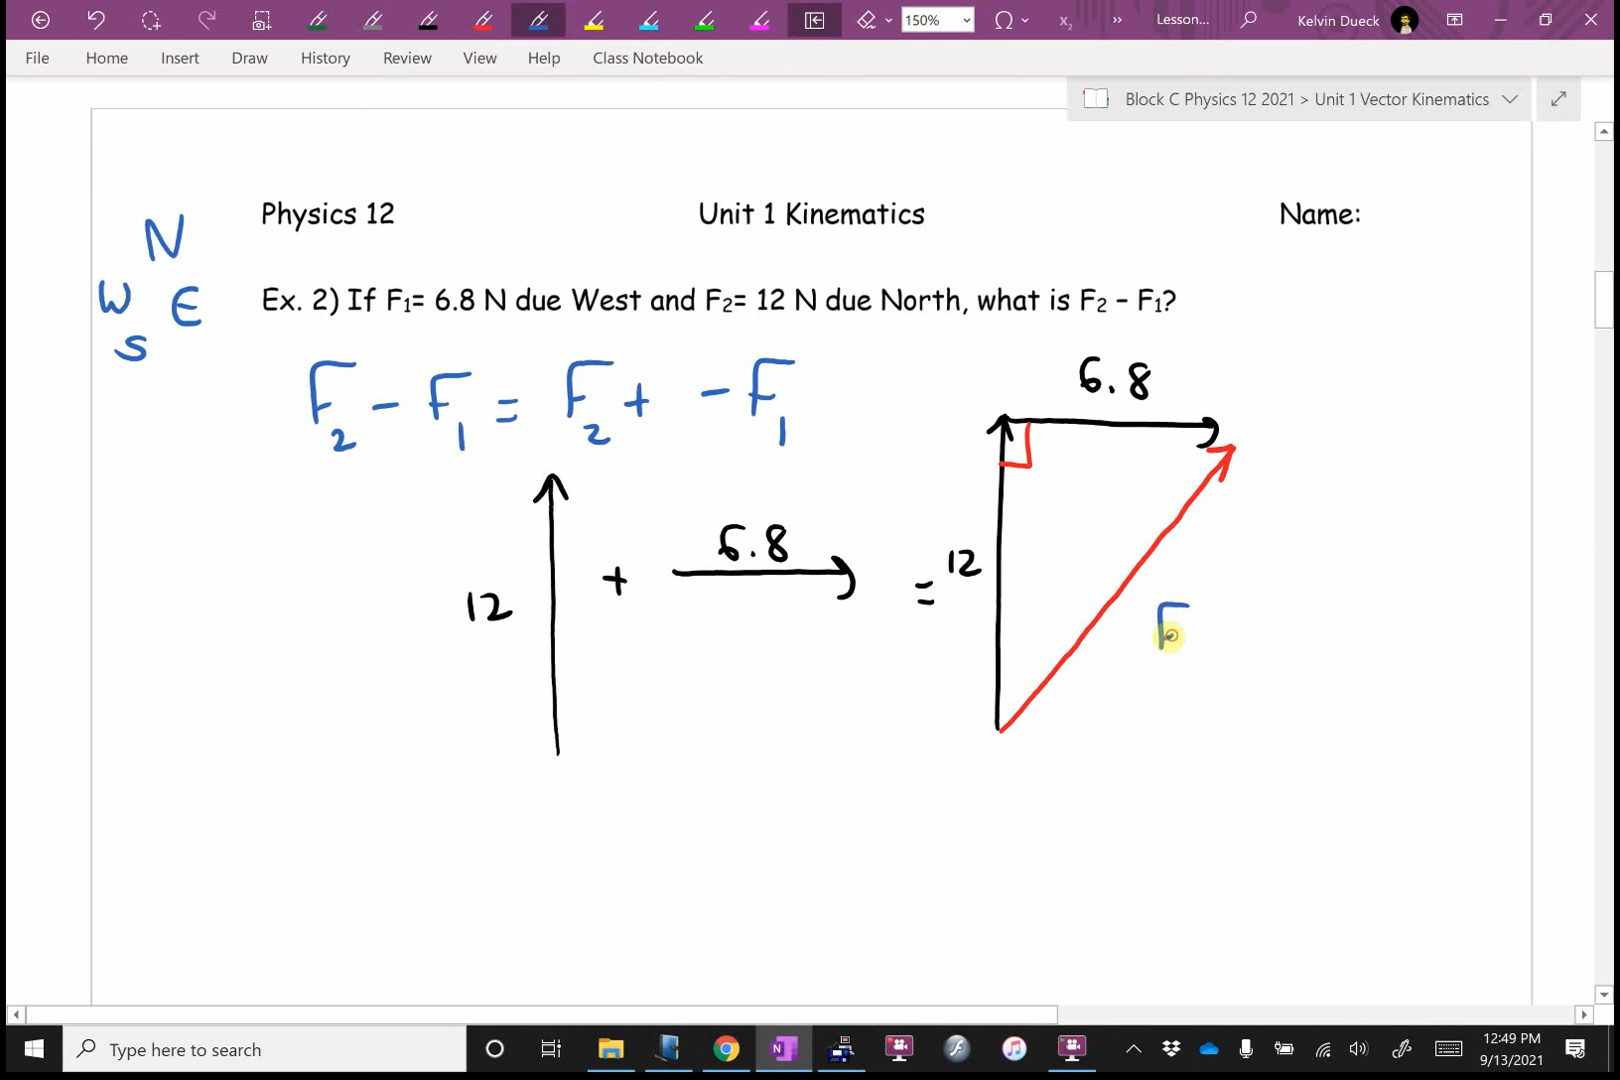 150%
Ω
x₂
»
Lesson...
Kelvin Dueck
File Home Insert Draw History Review View Help Class Notebook
Block C Physics 12 2021 > Unit 1 Vector Kinematics
Physics 12 Unit 1 Kinematics Name:
N
W E
S
Ex. 2) If F₁= 6.8 N due West and F₂= 12 N due North, what is F₂ – F₁?
F₂ - F₁ = F₂ + -F₁
6.8
12 + 6.8 = 12
F
Type here to search
N
12:49 PM
9/13/2021